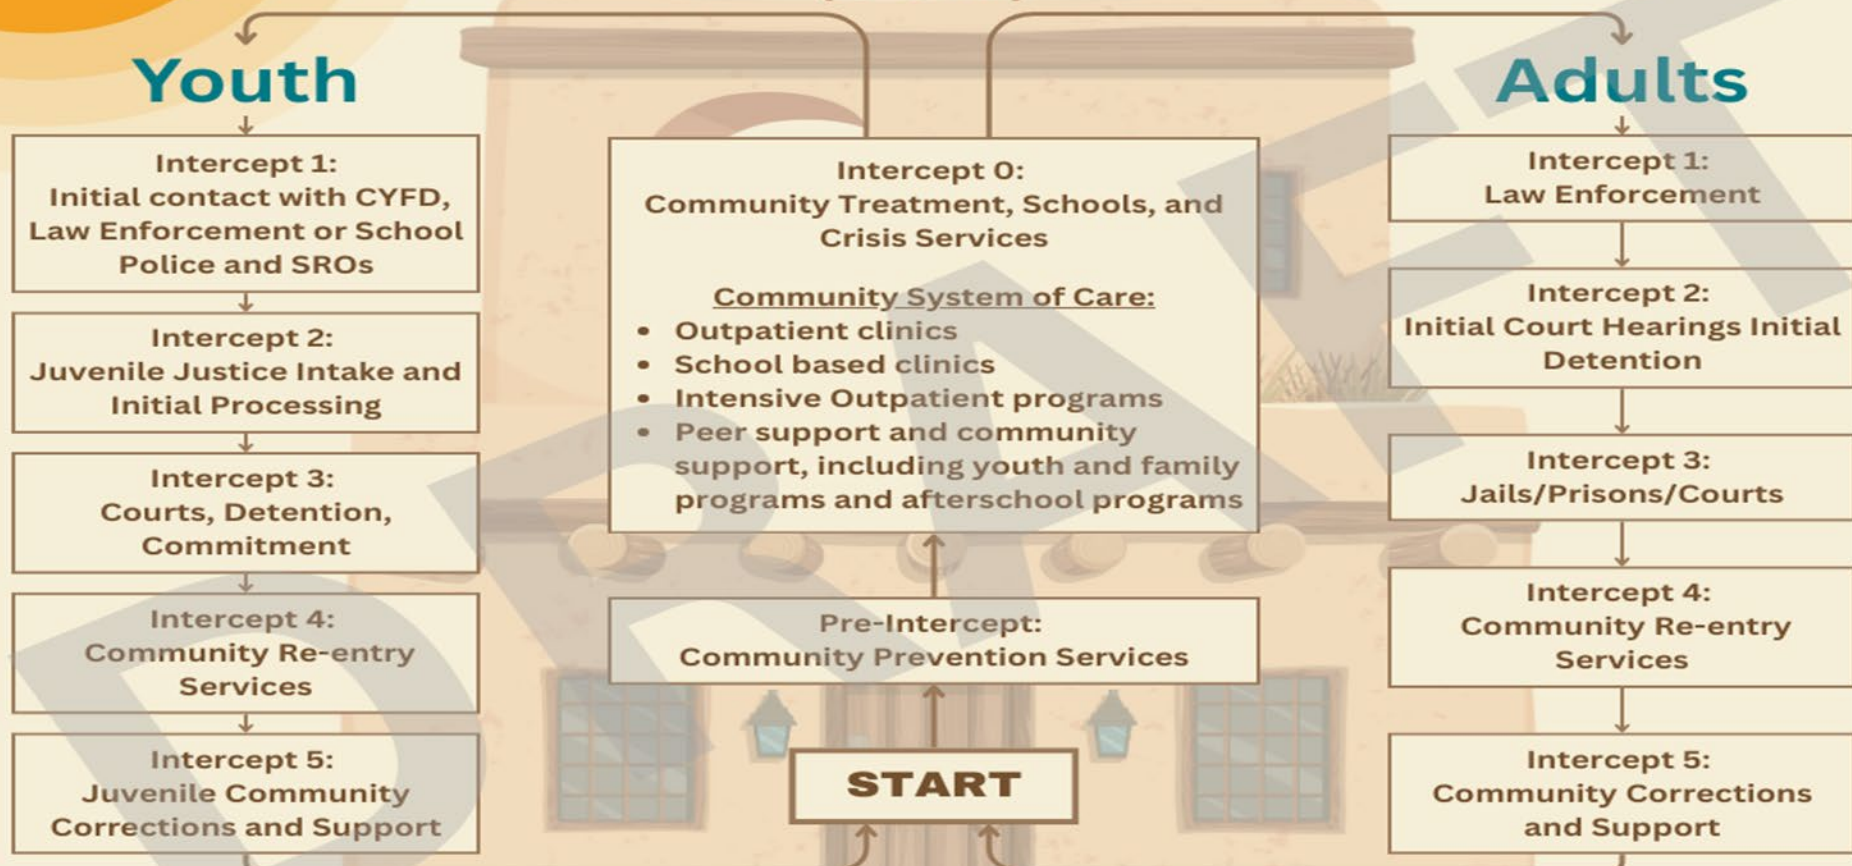 Youth
Intercept 1:
Initial contact with CYFD,
Law Enforcement or School
Police and SROs
Intercept 2:
Juvenile Justice Intake and
Initial Processing
Intercept 3:
Courts, Detention,
Commitment
Intercept 4:
Community Re-entry
Services
Intercept 5:
Juvenile Community
Corrections and Support
Intercept 0:
Community Treatment, Schools, and
Crisis Services
Community System of Care:
• Outpatient clinics
• School based clinics
• Intensive Outpatient programs
• Peer support and community
support, including youth and family
programs and afterschool programs
Pre-Intercept:
Community Prevention Services
START
Adults
Intercept 1:
Law Enforcement
Intercept 2:
Initial Court Hearings Initial
Detention
Intercept 3:
Jails/Prisons/Courts
Intercept 4:
Community Re-entry
Services
Intercept 5:
Community Corrections
and Support
DRAFT